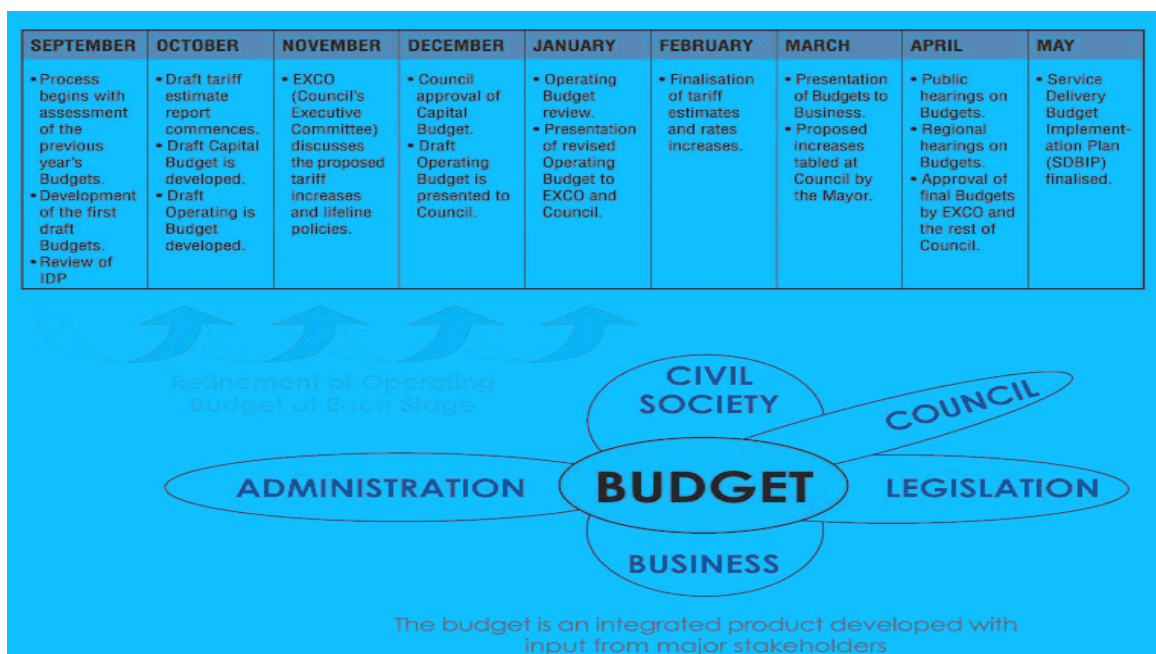 SEPTEMBER
• Process
begins with
assessment
of the
previous
year's
Budgets.
• Development
of the first
draft
Budgets.
• Review of
IDP
OCTOBER
• Draft tariff
estimate
report
commences.
• Draft Capital
Budget is
developed.
• Draft
Operating is
Budget
developed.
NOVEMBER
• EXCO
(Council's
Executive
Committee)
discusses
the proposed
tariff
increases
and lifeline
policies.
DECEMBER
• Council
approval of
Capital
Budget.
• Draft
Operating
Budget is
presented to
Council.
JANUARY
• Operating
Budget
review.
• Presentation
of revised
Operating
Budget to
EXCO and
Council.
FEBRUARY
• Finalisation
of tariff
estimates
and rates
increases.
MARCH
• Presentation
of Budgets to
Business.
• Proposed
increases
tabled at
Council by
the Mayor.
APRIL
• Public
hearings on
Budgets.
• Regional
hearings on
Budgets.
• Approval of
final Budgets
by EXCO and
the rest of
Council.
MAY
• Service
Delivery
Budget
Implement-
ation Plan
(SDBIP)
finalised.
Refinement of Operating
Budget at Each Stage
CIVIL
SOCIETY
COUNCIL
ADMINISTRATION
BUDGET
LEGISLATION
BUSINESS
The budget is an integrated product developed with
input from major stakeholders